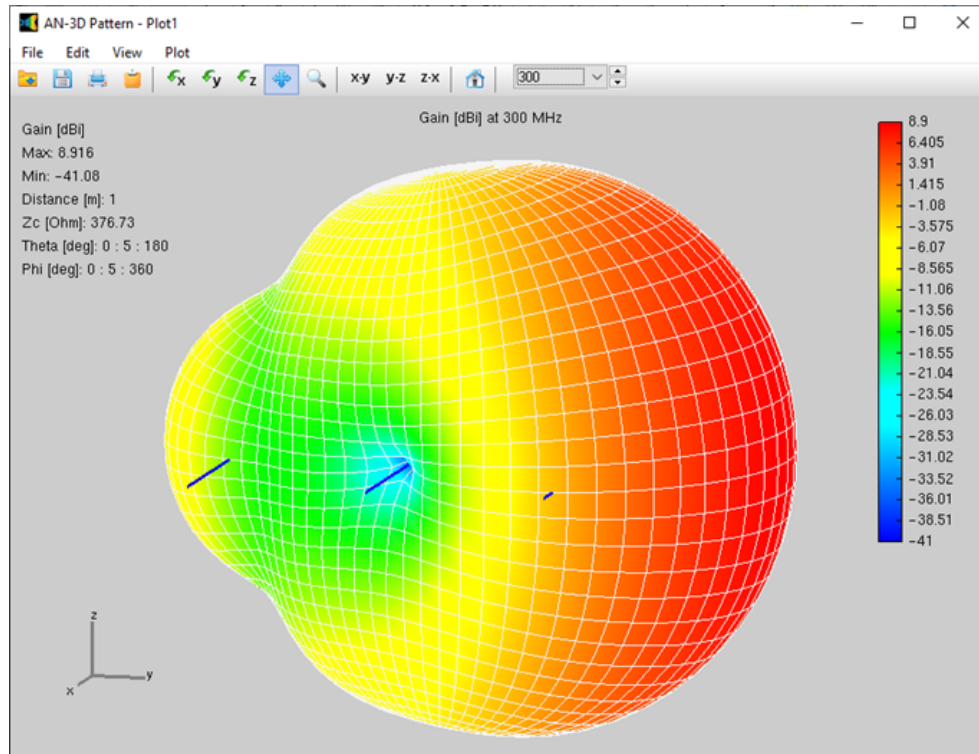 AN-3D Pattern - Plot1
File Edit View Plot
x y z x-y y-z z-x 300
Gain [dBi] at 300 MHz
Gain [dBi]
Max: 8.916
Min: -41.08
Distance [m]: 1
Zc [Ohm]: 376.73
Theta [deg]: 0 : 5 : 180
Phi [deg]: 0 : 5 : 360
8.9
6.405
3.91
1.415
-1.08
-3.575
-6.07
-8.565
-11.06
-13.56
-16.05
-18.55
-21.04
-23.54
-26.03
-28.53
-31.02
-33.52
-36.01
-38.51
-41
z
y
x